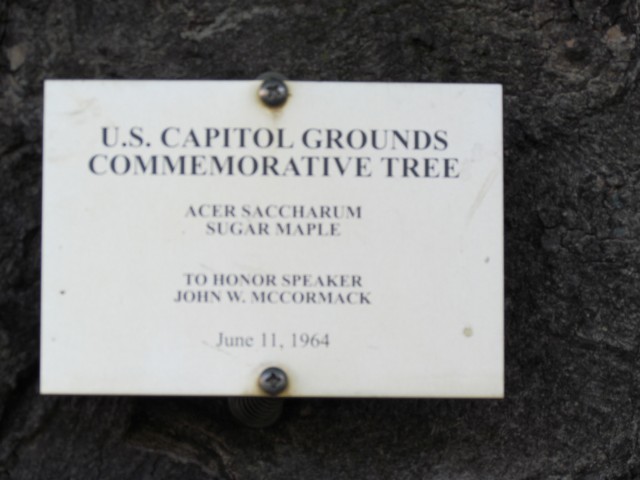 U.S. CAPITOL GROUNDS
COMMEMORATIVE TREE
ACER SACCHARUM
SUGAR MAPLE
TO HONOR SPEAKER
JOHN W. MCCORMACK
June 11, 1964